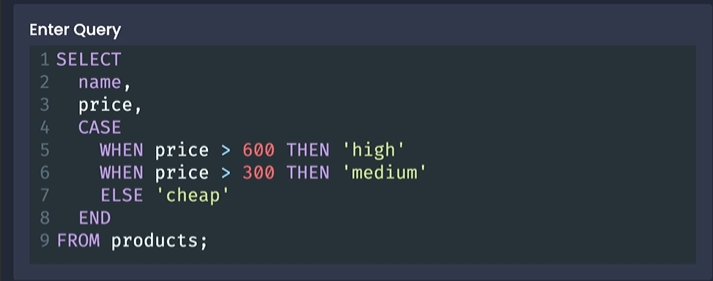 Enter Query
1 SELECT
2   name,
3   price,
4   CASE
5     WHEN price > 600 THEN 'high'
6     WHEN price > 300 THEN 'medium'
7     ELSE 'cheap'
8   END
9 FROM products;